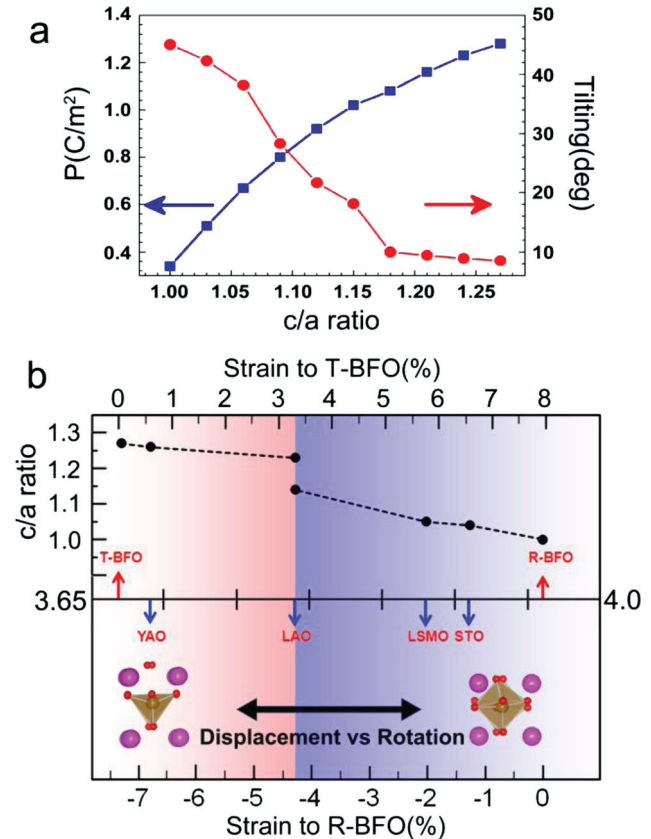 a
1.4
1.2
1.0
0.8
0.6
0.4
P(C/m²)
50
40
30
20
10
Tilting(deg)
1.00 1.05 1.10 1.15 1.20 1.25
c/a ratio
b
Strain to T-BFO(%)
0 1 2 3 4 5 6 7 8
1.3
1.2
1.1
1.0
c/a ratio
T-BFO R-BFO
3.65 4.0
YAO LAO LSMO STO
Displacement vs Rotation
-7 -6 -5 -4 -3 -2 -1 0
Strain to R-BFO(%)